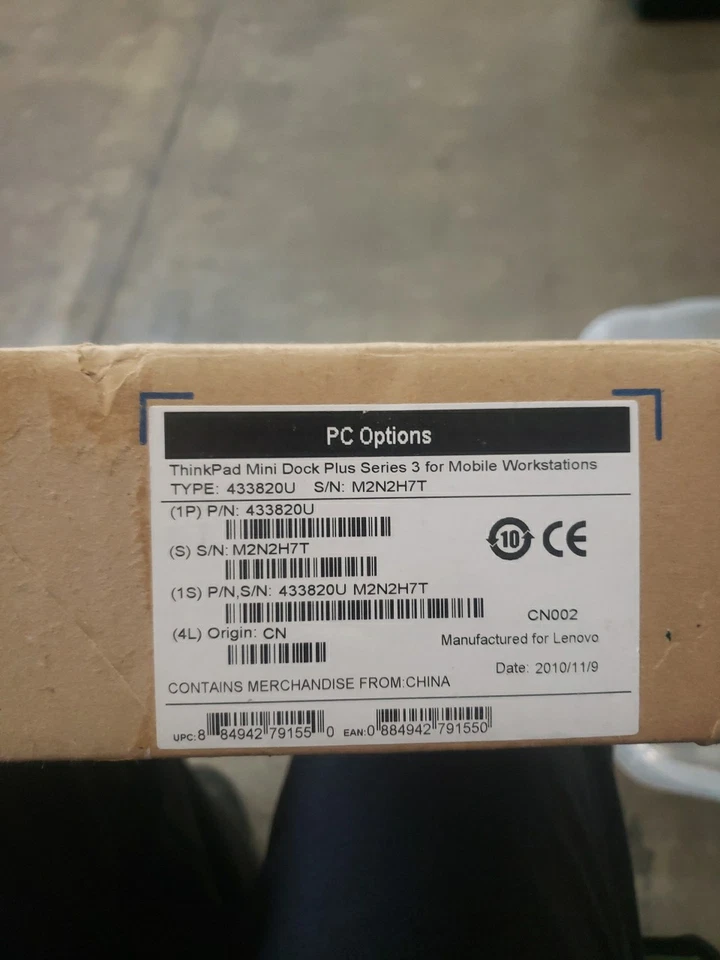 PC Options
ThinkPad Mini Dock Plus Series 3 for Mobile Workstations
TYPE: 433820U S/N: M2N2H7T
(1P) P/N: 433820U
(S) S/N: M2N2H7T
10 CE
(1S) P/N,S/N: 433820U M2N2H7T
CN002
(4L) Origin: CN
Manufactured for Lenovo
Date: 2010/11/9
CONTAINS MERCHANDISE FROM:CHINA
UPC: 8 84942 79155 0 EAN:0 884942 791550